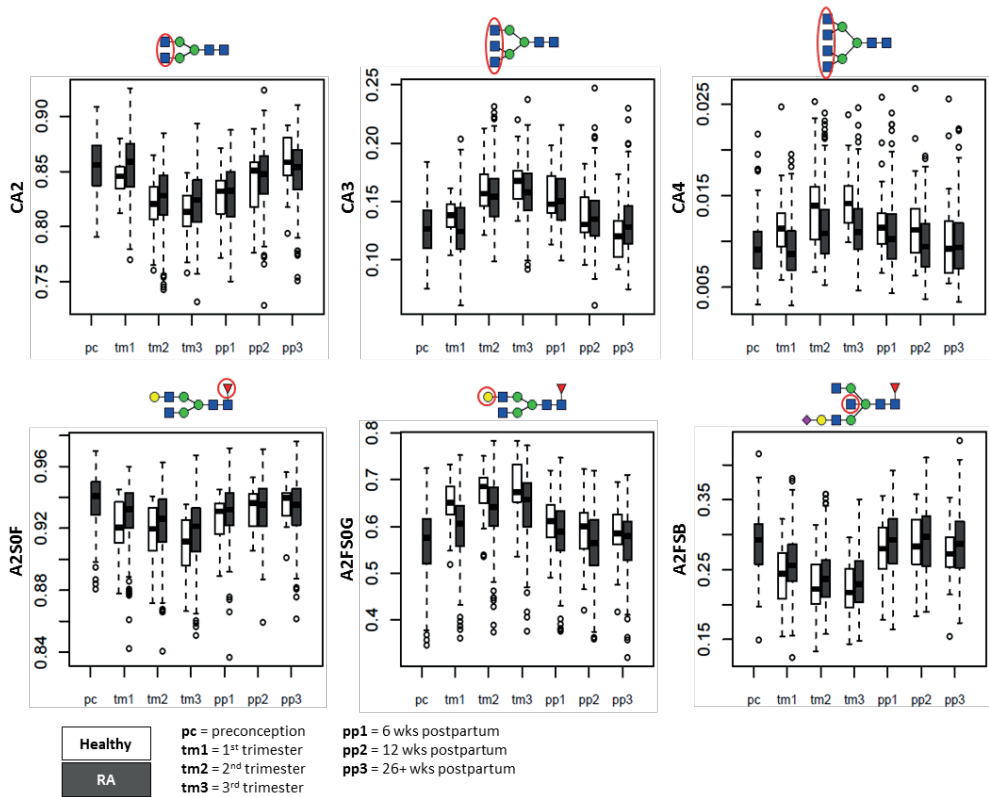 CA2
0.90
0.85
0.80
0.75
pc tm1 tm2 tm3 pp1 pp2 pp3
CA3
0.25
0.20
0.15
0.10
pc tm1 tm2 tm3 pp1 pp2 pp3
CA4
0.025
0.015
0.005
pc tm1 tm2 tm3 pp1 pp2 pp3
A2S0F
0.96
0.92
0.88
0.84
pc tm1 tm2 tm3 pp1 pp2 pp3
A2FS0G
0.8
0.7
0.6
0.5
0.4
pc tm1 tm2 tm3 pp1 pp2 pp3
A2FSB
0.35
0.25
0.15
pc tm1 tm2 tm3 pp1 pp2 pp3
Healthy
RA
pc = preconception
tm1 = 1st trimester
tm2 = 2nd trimester
tm3 = 3rd trimester
pp1 = 6 wks postpartum
pp2 = 12 wks postpartum
pp3 = 26+ wks postpartum